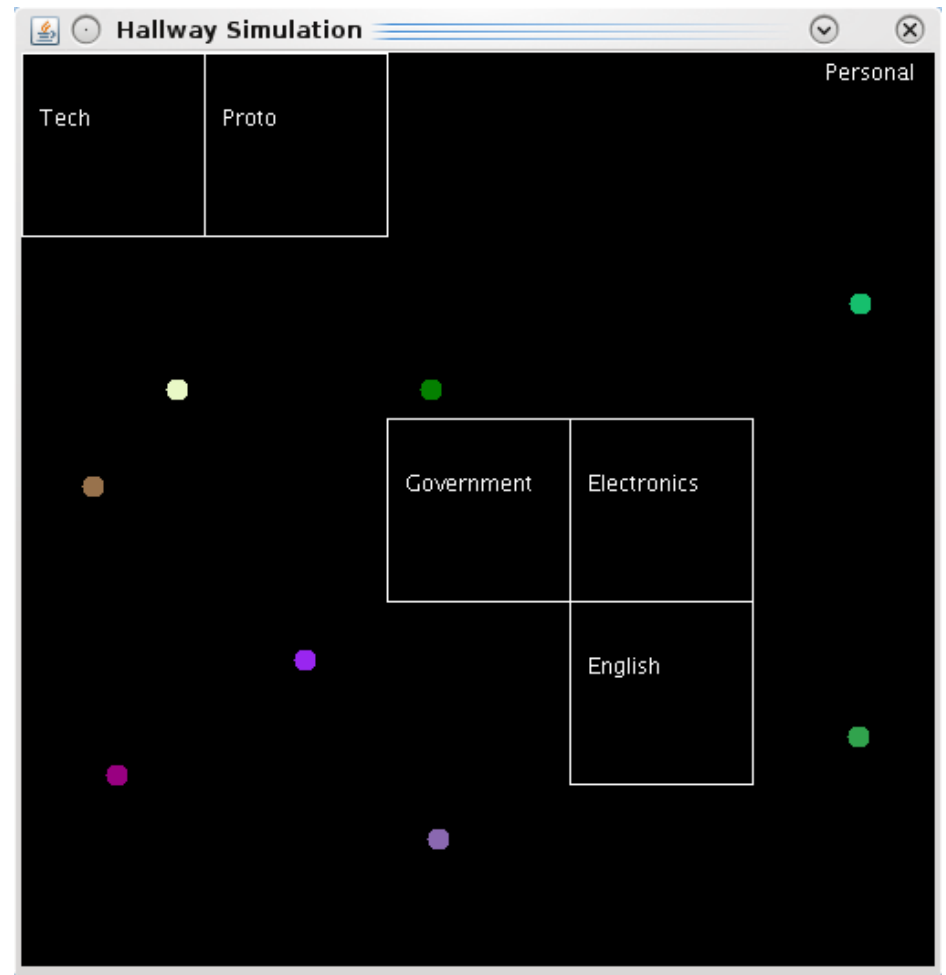 Hallway Simulation
Personal
Tech
Proto
Government
Electronics
English